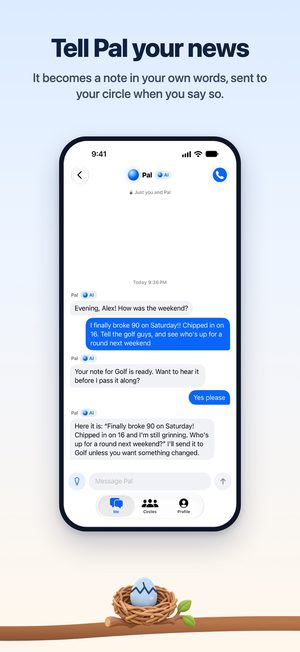 Tell Pal your news
It becomes a note in your own words, sent to
your circle when you say so.
9:41
Pal AI
Just you and Pal
Today 9:36 PM
Pal AI
Evening, Alex! How was the weekend?
I finally broke 90 on Saturday!! Chipped in on
16. Tell the golf guys, and see who's up for a
round next weekend
Pal AI
Your note for Golf is ready. Want to hear it
before I pass it along?
Yes please
Pal AI
Here it is: “Finally broke 90 on Saturday!
Chipped in on 16 and I'm still grinning. Who's
up for a round next weekend?” I'll send it to
Golf unless you want something changed.
Message Pal
Me Circles Profile